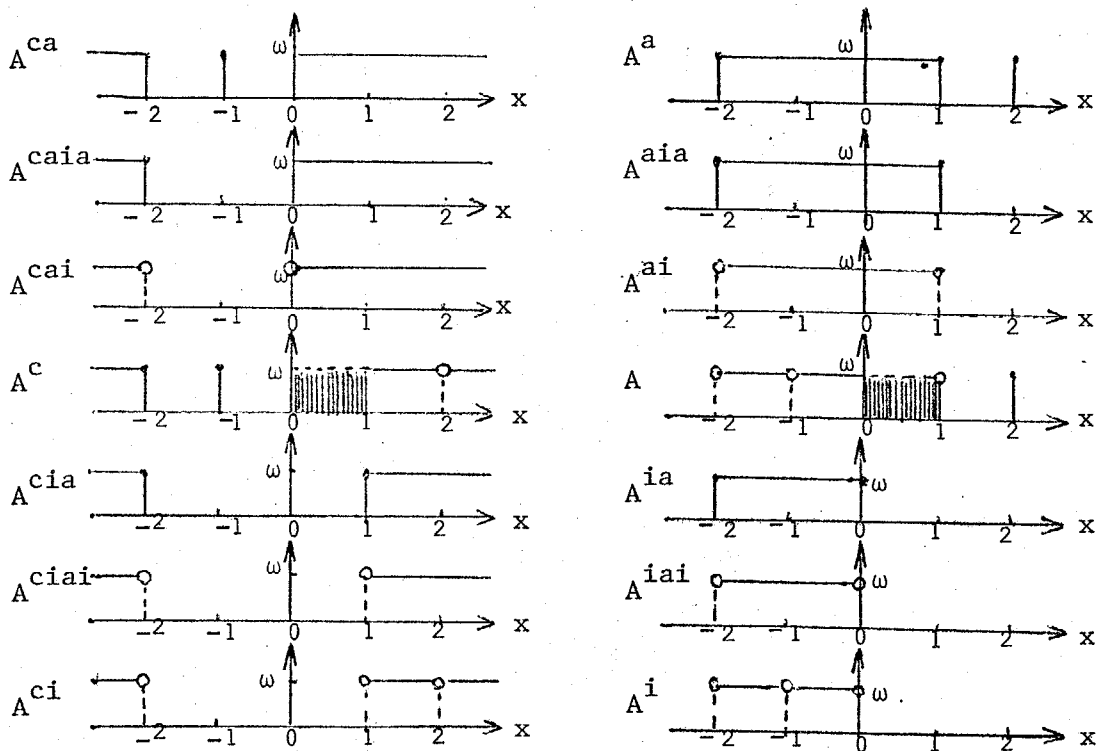 A^ca ω -2 -1 0 1 2 x
A^a ω -2 -1 0 1 2 x
A^caia ω -2 -1 0 1 2 x
A^aia ω -2 -1 0 1 2 x
A^cai ω -2 -1 0 1 2 x
A^ai ω -2 -1 0 1 2 x
A^c ω -2 -1 0 1 2 x
A ω -2 -1 0 1 2 x
A^cia ω -2 -1 0 1 2 x
A^ia ω -2 -1 0 1 2 x
A^ciai ω -2 -1 0 1 2 x
A^iai ω -2 -1 0 1 2 x
A^ci ω -2 -1 0 1 2 x
A^i ω -2 -1 0 1 2 x